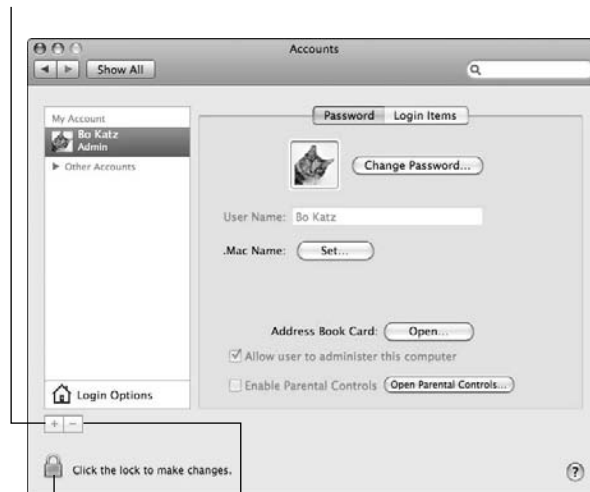 Accounts
Show All
My Account
Bo Katz
Admin
Other Accounts
Login Options
Password Login Items
Change Password...
User Name: Bo Katz
.Mac Name: Set...
Address Book Card: Open...
Allow user to administer this computer
Enable Parental Controls Open Parental Controls...
+ −
Click the lock to make changes.
?